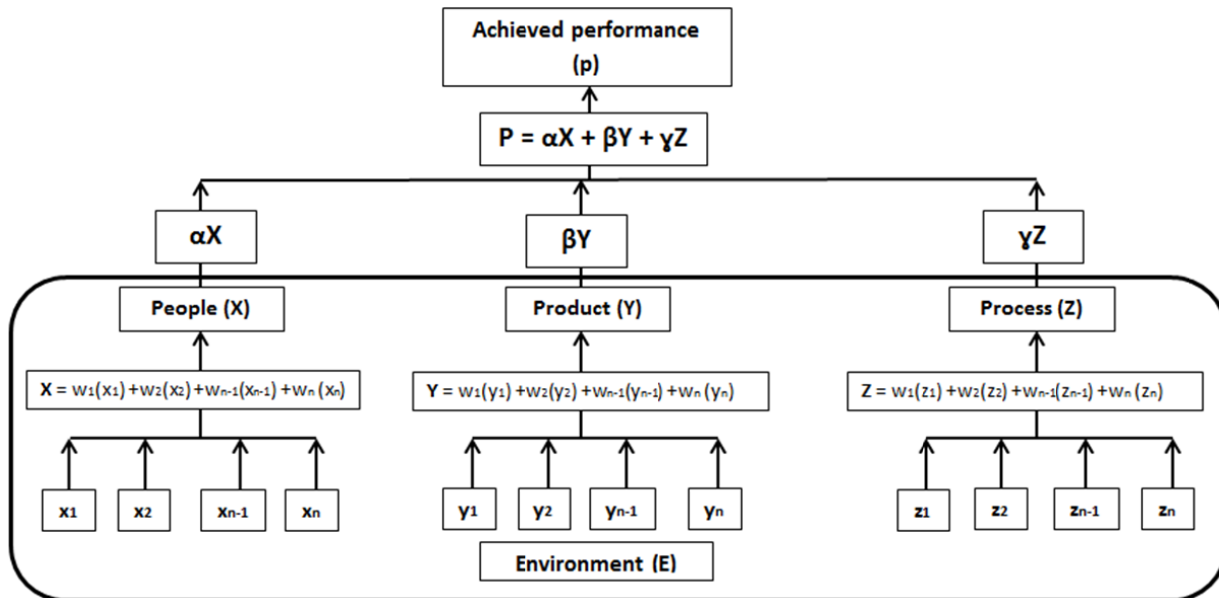 Achieved performance
(p)
P = αX + βY + ɣZ
αX
βY
ɣZ
People (X)
Product (Y)
Process (Z)
X = w1(x1) +w2(x2) +wn-1(xn-1) +wn (xn)
Y = w1(y1) +w2(y2) +wn-1(yn-1) +wn (yn)
Z = w1(z1) +w2(z2) +wn-1(zn-1) +wn (zn)
x1
x2
xn-1
xn
y1
y2
yn-1
yn
z1
z2
zn-1
zn
Environment (E)